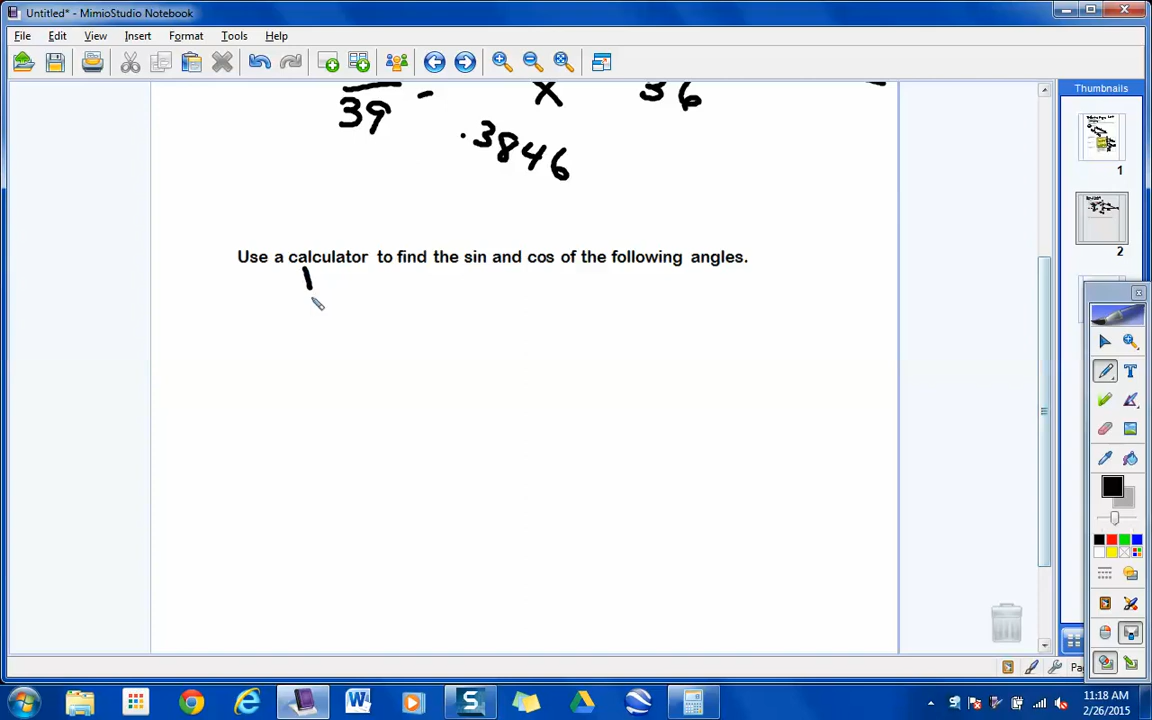 Untitled* - MimioStudio Notebook
File Edit View Insert Format Tools Help
Thumbnails
39 - x 36
.3846
1
2
Use a calculator to find the sin and cos of the following angles.
Pa
11:18 AM
2/26/2015